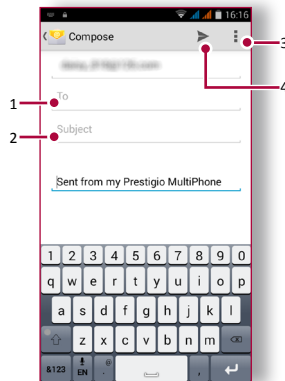 16:16
Compose
3
4
To
1
Subject
2
Sent from my Prestigio MultiPhone
1 2 3 4 5 6 7 8 9 0
q w e r t y u i o p
a s d f g h j k l
z x c v b n m
&123 EN @ . ,